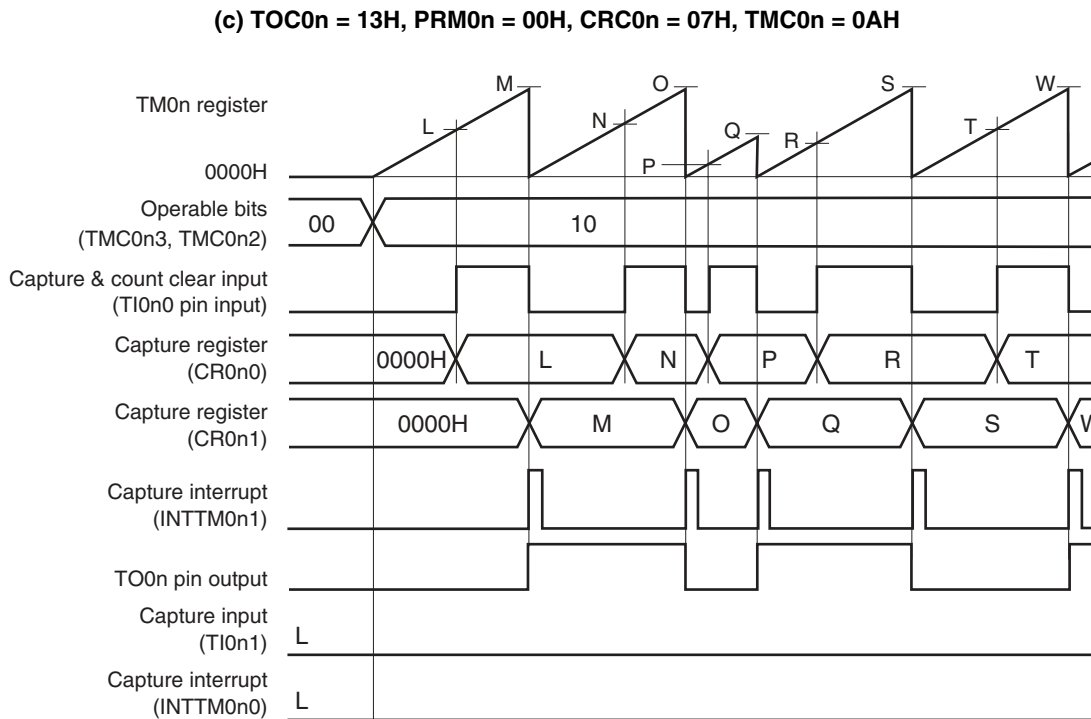 (c) TOC0n = 13H, PRM0n = 00H, CRC0n = 07H, TMC0n = 0AH
TM0n register
0000H
L
M
N
O
P
Q
R
S
T
W
Operable bits
(TMC0n3, TMC0n2)
00
10
Capture & count clear input
(TI0n0 pin input)
Capture register
(CR0n0)
0000H
L
N
P
R
T
Capture register
(CR0n1)
0000H
M
O
Q
S
W
Capture interrupt
(INTTM0n1)
TO0n pin output
Capture input
(TI0n1)
L
Capture interrupt
(INTTM0n0)
L